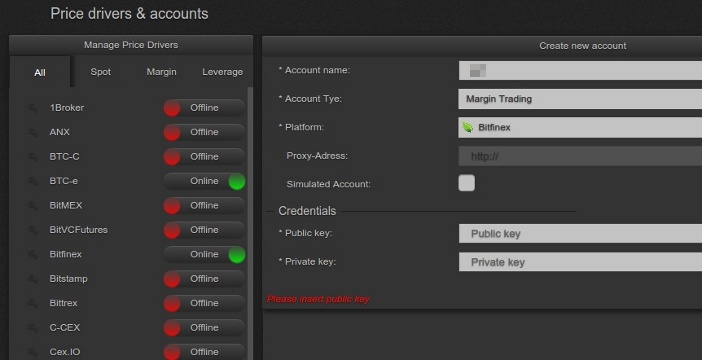 Price drivers & accounts
Manage Price Drivers
All Spot Margin Leverage
1Broker Offline
ANX Offline
BTC-C Offline
BTC-e Online
BitMEX Offline
BitVCFutures Offline
Bitfinex Online
Bitstamp Offline
Bittrex Offline
C-CEX Offline
Cex.IO Offline
Create new account
* Account name:
* Account Tye: Margin Trading
* Platform: Bitfinex
Proxy-Adress: http://
Simulated Account:
Credentials
* Public key: Public key
* Private key: Private key
Please insert public key